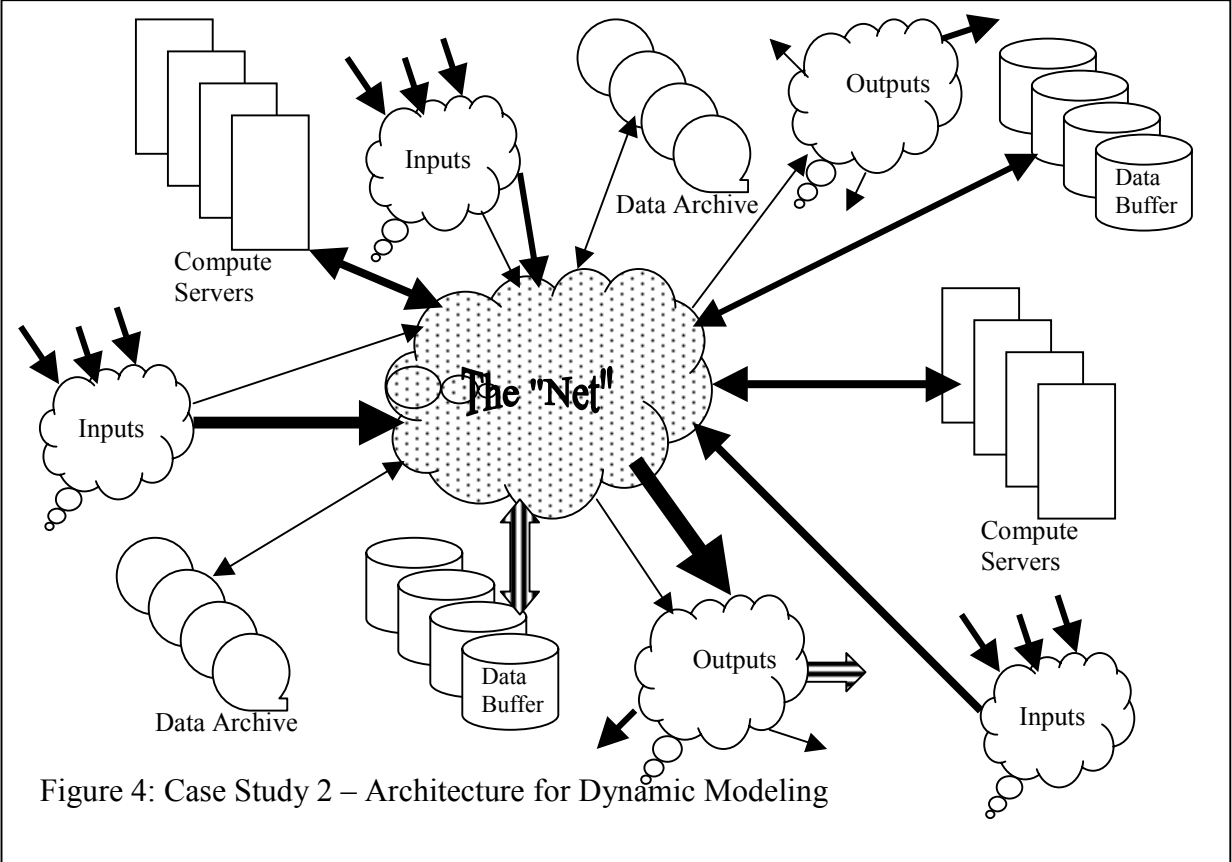 Outputs
Data
Buffer
Inputs
Data Archive
Compute
Servers
The "Net"
Inputs
Compute
Servers
Data
Buffer
Outputs
Inputs
Data Archive
Figure 4: Case Study 2 – Architecture for Dynamic Modeling